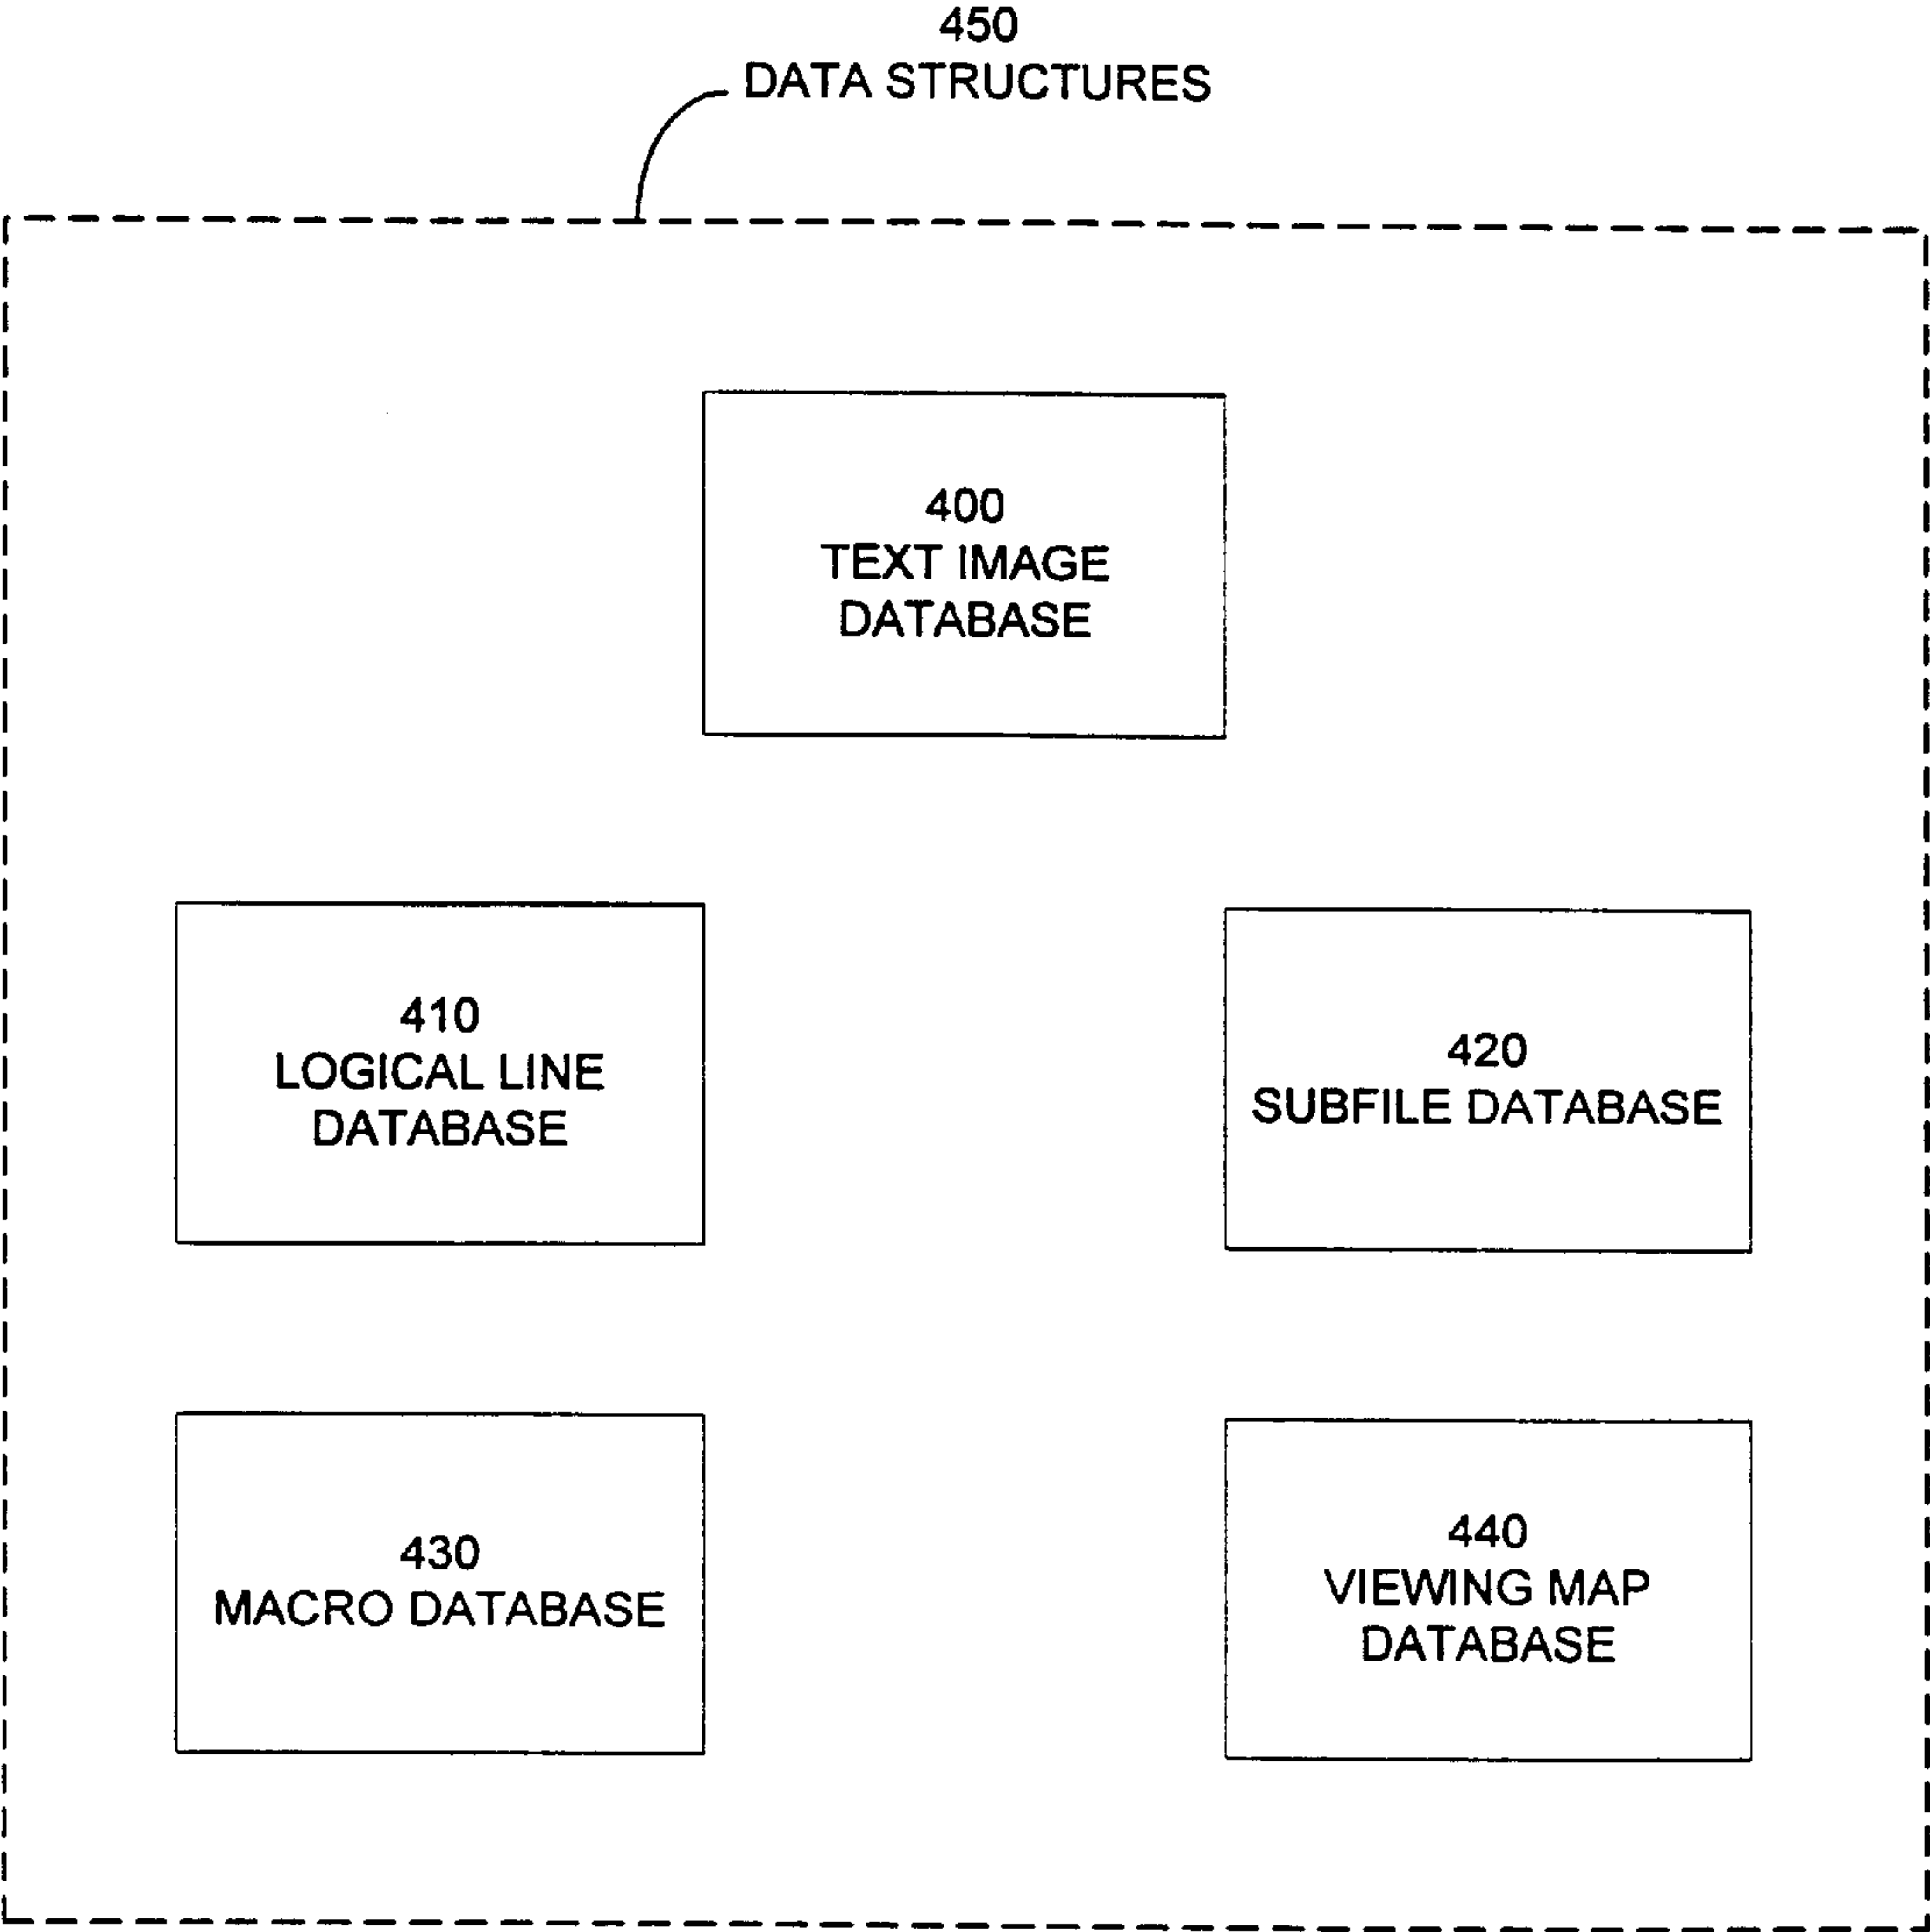 450
DATA STRUCTURES
400
TEXT IMAGE
DATABASE
410
LOGICAL LINE
DATABASE
420
SUBFILE DATABASE
430
MACRO DATABASE
440
VIEWING MAP
DATABASE